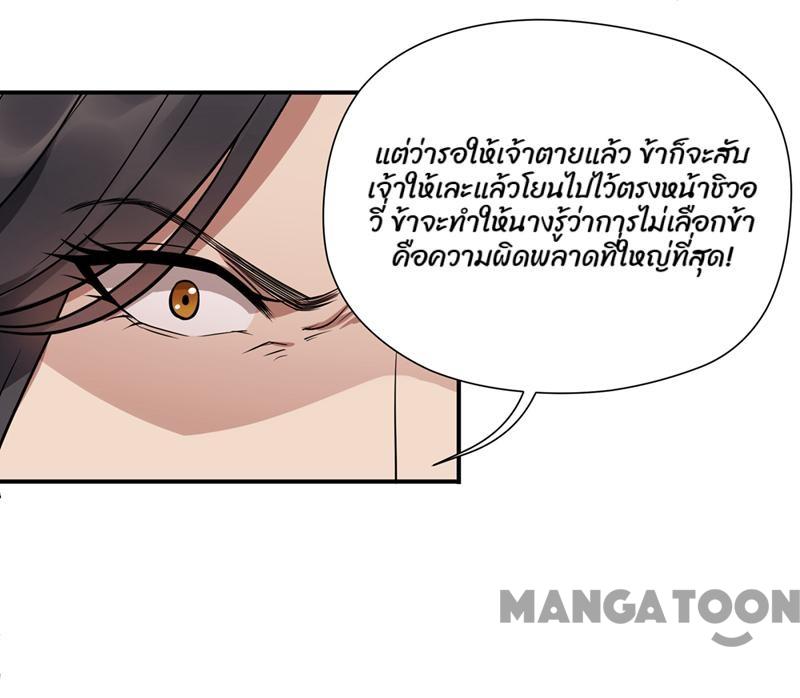 แต่ว่ารอให้เจ้าตายแล้ว ข้าก็จะสับ
เจ้าให้เละแล้วโยนไปไว้ตรงหน้าชิวอ
วี่ ข้าจะทำให้นางรู้ว่าการไม่เลือกข้า
คือความผิดพลาดที่ใหญ่ที่สุด!
MANGATOON